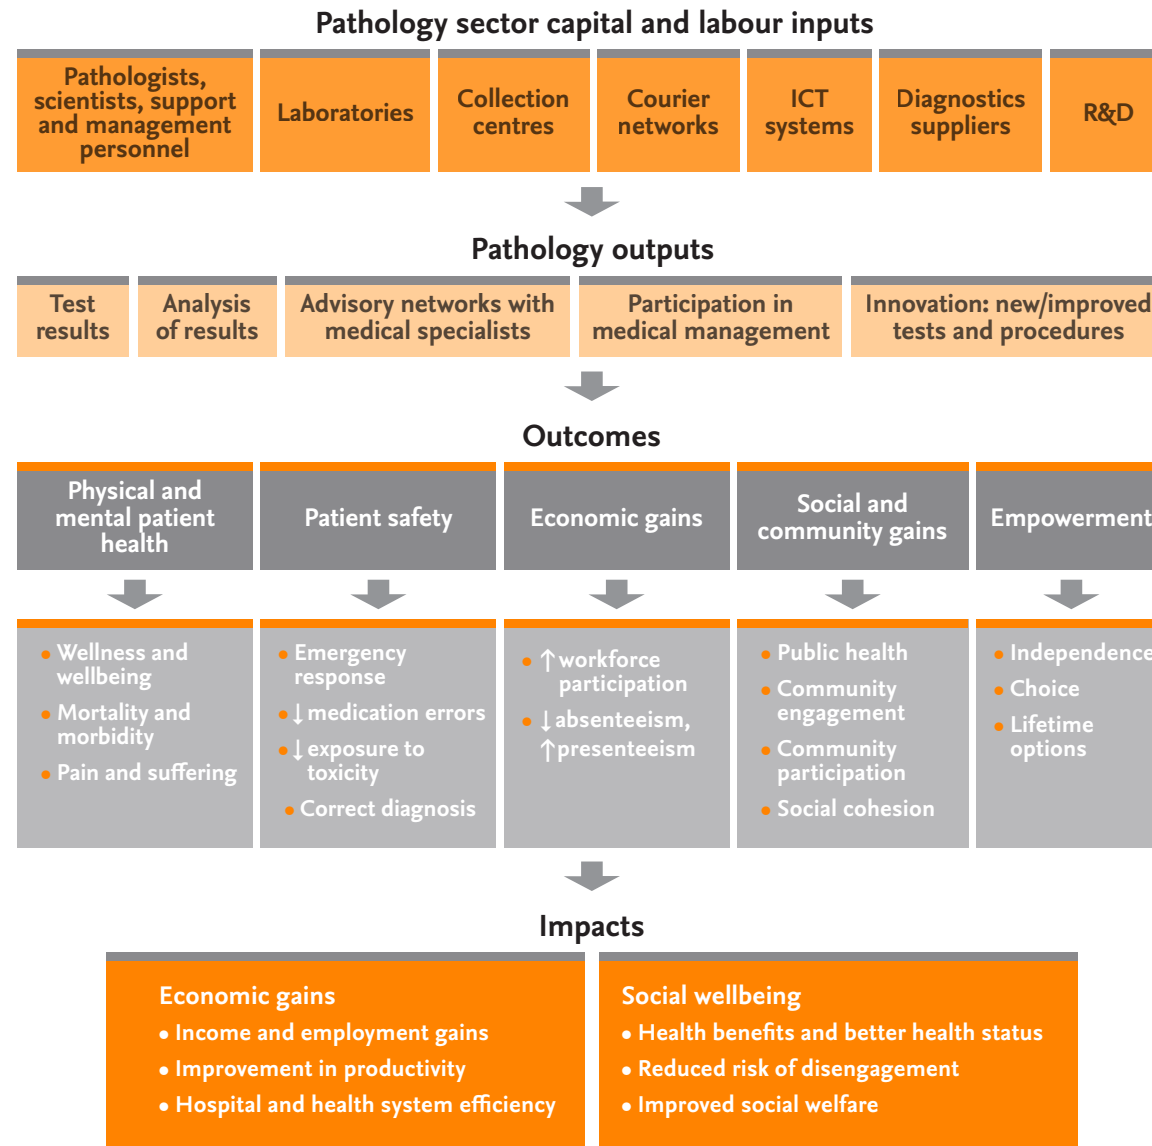 Pathology sector capital and labour inputs
Pathologists,
scientists, support
and management
personnel
Laboratories
Collection
centres
Courier
networks
ICT
systems
Diagnostics
suppliers
R&D
Pathology outputs
Test
results
Analysis
of results
Advisory networks with
medical specialists
Participation in
medical management
Innovation: new/improved
tests and procedures
Outcomes
Physical and
mental patient
health
Patient safety
Economic gains
Social and
community gains
Empowerment
• Wellness and
wellbeing
• Mortality and
morbidity
• Pain and suffering
• Emergency
response
• ↓ medication errors
• ↓ exposure to
toxicity
• Correct diagnosis
• ↑ workforce
participation
• ↓ absenteeism,
↑ presenteeism
• Public health
• Community
engagement
• Community
participation
• Social cohesion
• Independence
• Choice
• Lifetime
options
Impacts
Economic gains
• Income and employment gains
• Improvement in productivity
• Hospital and health system efficiency
Social wellbeing
• Health benefits and better health status
• Reduced risk of disengagement
• Improved social welfare